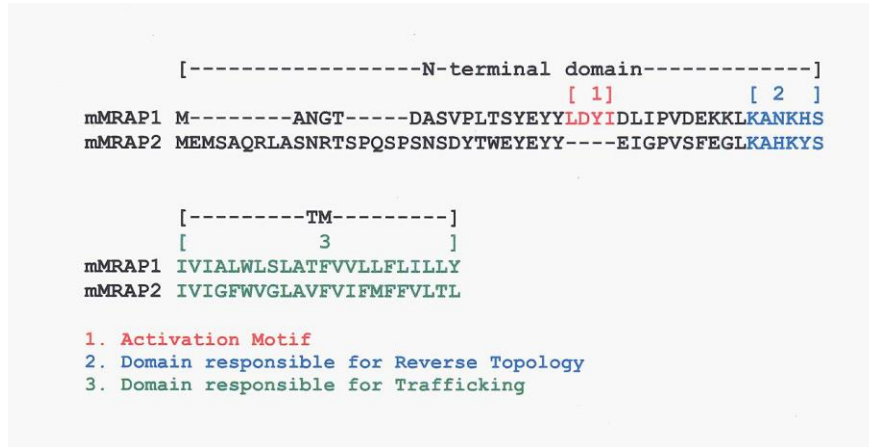 [------------------N-terminal domain-------------]
[ 1]           [ 2  ]
mMRAP1 M--------ANGT-----DASVPLTSYEYYLDYIDLIPVDEKKLKANKHS
mMRAP2 MEMSAQRLASNRTSPQSPSNSDYTWEYEYY----EIGPVSFEGLKAHKYS
[---------TM---------]
[          3         ]
mMRAP1 IVIALWLSLATFVVLLFLILLY
mMRAP2 IVIGFWVGLAVFVIFMFFVLTL
1. Activation Motif
2. Domain responsible for Reverse Topology
3. Domain responsible for Trafficking